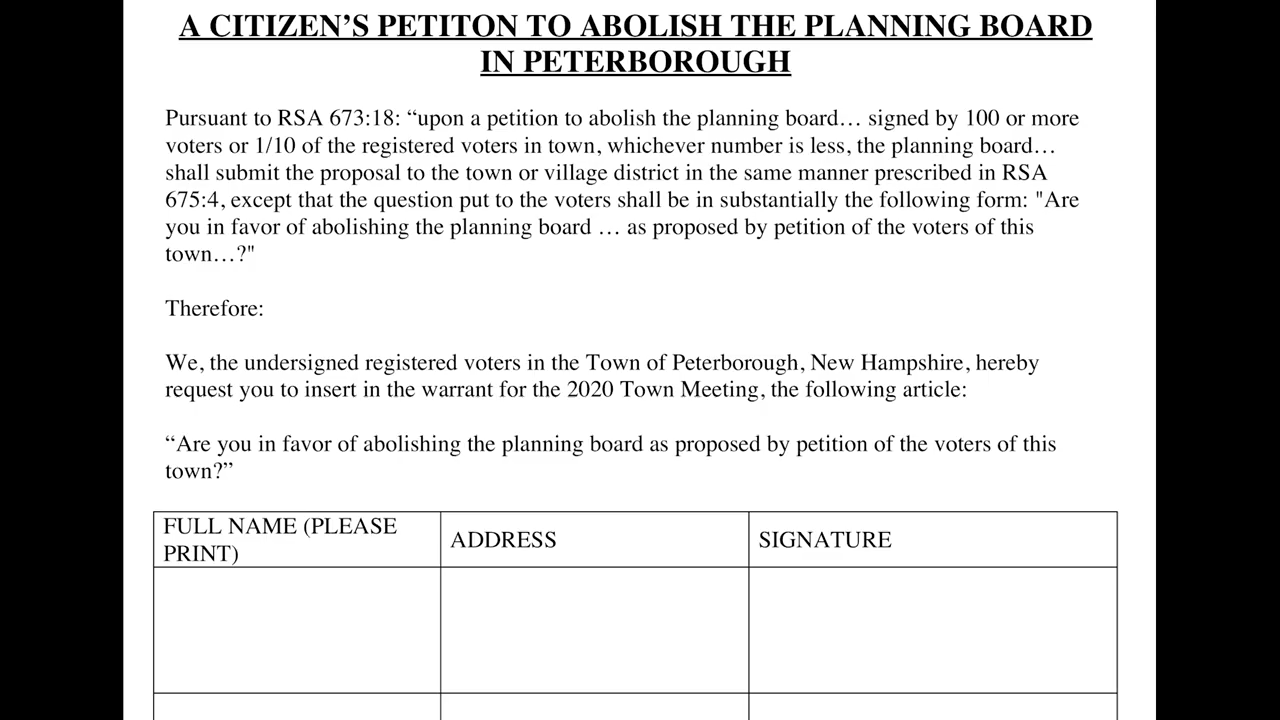 A CITIZEN’S PETITON TO ABOLISH THE PLANNING BOARD
IN PETERBOROUGH
Pursuant to RSA 673:18: “upon a petition to abolish the planning board… signed by 100 or more
voters or 1/10 of the registered voters in town, whichever number is less, the planning board…
shall submit the proposal to the town or village district in the same manner prescribed in RSA
675:4, except that the question put to the voters shall be in substantially the following form: "Are
you in favor of abolishing the planning board … as proposed by petition of the voters of this
town…?"
Therefore:
We, the undersigned registered voters in the Town of Peterborough, New Hampshire, hereby
request you to insert in the warrant for the 2020 Town Meeting, the following article:
“Are you in favor of abolishing the planning board as proposed by petition of the voters of this
town?”
FULL NAME (PLEASE
PRINT)
ADDRESS
SIGNATURE